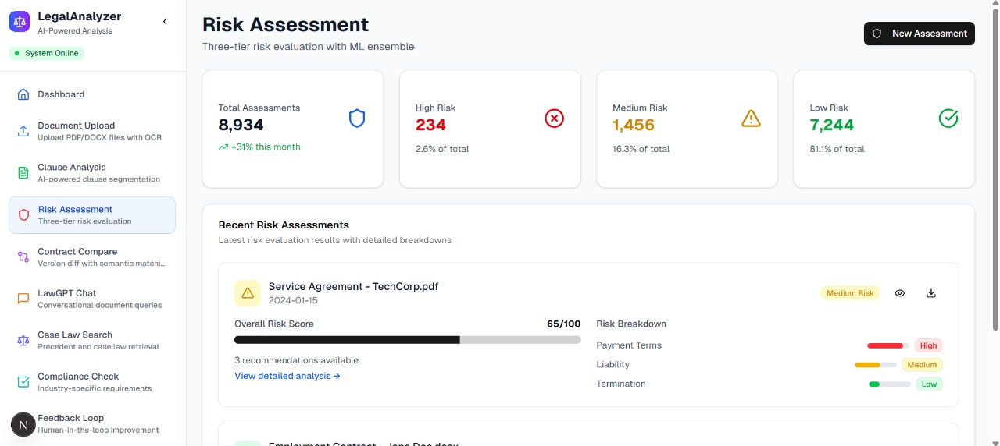 LegalAnalyzer
AI-Powered Analysis
System Online
Dashboard
Document Upload
Upload PDF/DOCX files with OCR
Clause Analysis
AI-powered clause segmentation
Risk Assessment
Three-tier risk evaluation
Contract Compare
Version diff with semantic matchi...
LawGPT Chat
Conversational document queries
Case Law Search
Precedent and case law retrieval
Compliance Check
Industry-specific requirements
N
Feedback Loop
Human-in-the-loop improvement
Risk Assessment
Three-tier risk evaluation with ML ensemble
New Assessment
Total Assessments
8,934
+31% this month
High Risk
234
2.6% of total
Medium Risk
1,456
16.3% of total
Low Risk
7,244
81.1% of total
Recent Risk Assessments
Latest risk evaluation results with detailed breakdowns
Service Agreement - TechCorp.pdf
2024-01-15
Medium Risk
Overall Risk Score 65/100
3 recommendations available
View detailed analysis →
Risk Breakdown
Payment Terms High
Liability Medium
Termination Low
Employment Contract - Jane Doe.docx